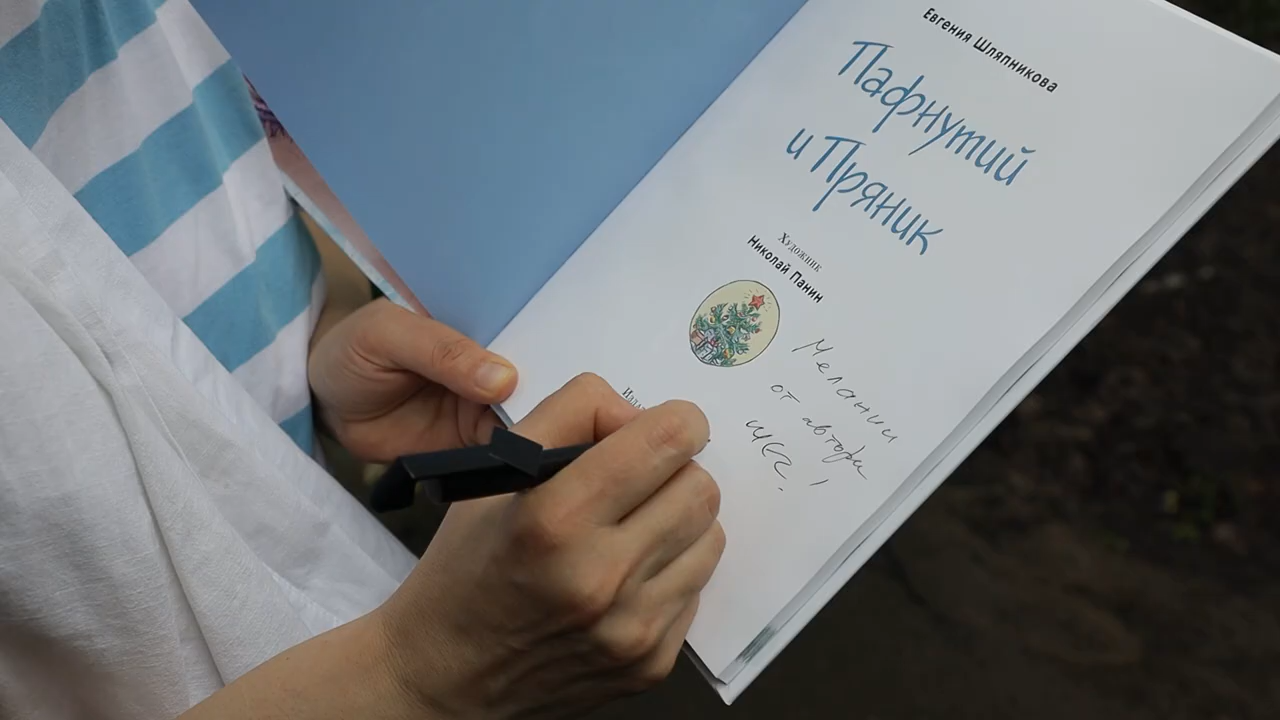 Евгения Шляпникова
Пафнутий
и Пряник
Художник
Николай Панин
Мелании
от автора